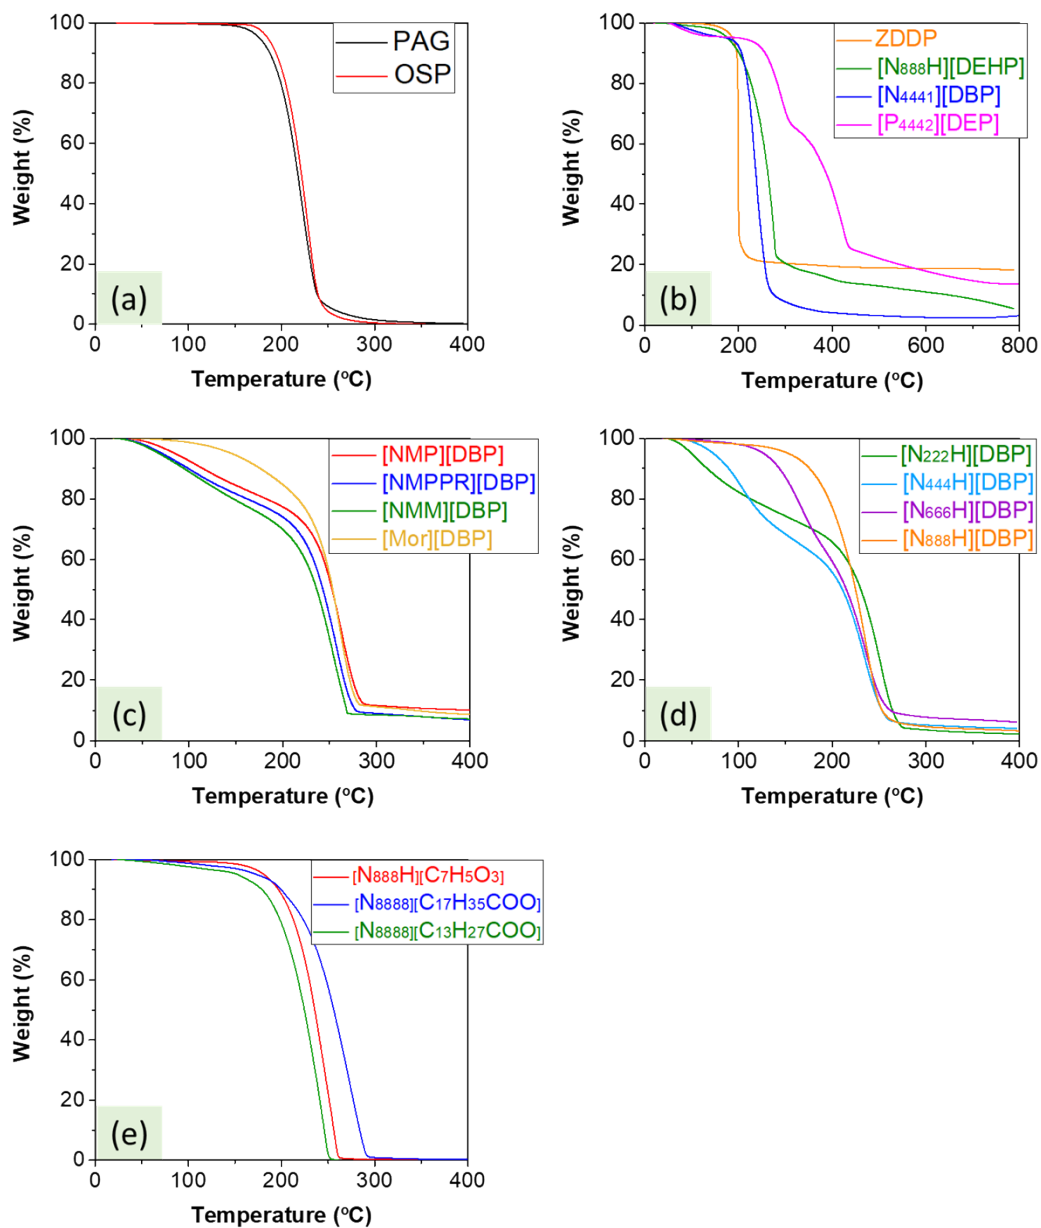 100
80
60
40
20
0
Weight (%)
PAG
OSP
(a)
0 100 200 300 400
Temperature (°C)
100
80
60
40
20
0
Weight (%)
ZDDP
[N888H][DEHP]
[N4441][DBP]
[P4442][DEP]
(b)
0 200 400 600 800
Temperature (°C)
100
80
60
40
20
0
Weight (%)
[NMP][DBP]
[NMPPR][DBP]
[NMM][DBP]
[Mor][DBP]
(c)
0 100 200 300 400
Temperature (°C)
100
80
60
40
20
0
Weight (%)
[N222H][DBP]
[N444H][DBP]
[N666H][DBP]
[N888H][DBP]
(d)
0 100 200 300 400
Temperature (°C)
100
80
60
40
20
0
Weight (%)
[N888H][C7H5O3]
[N8888][C17H35COO]
[N8888][C13H27COO]
(e)
0 100 200 300 400
Temperature (°C)